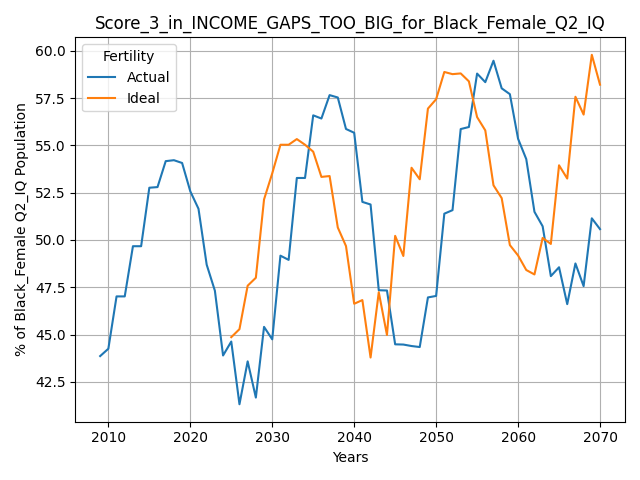 Score_3_in_INCOME_GAPS_TOO_BIG_for_Black_Female_Q2_IQ
Fertility
Actual
Ideal
% of Black_Female Q2_IQ Population
60.0
57.5
55.0
52.5
50.0
47.5
45.0
42.5
2010 2020 2030 2040 2050 2060 2070
Years